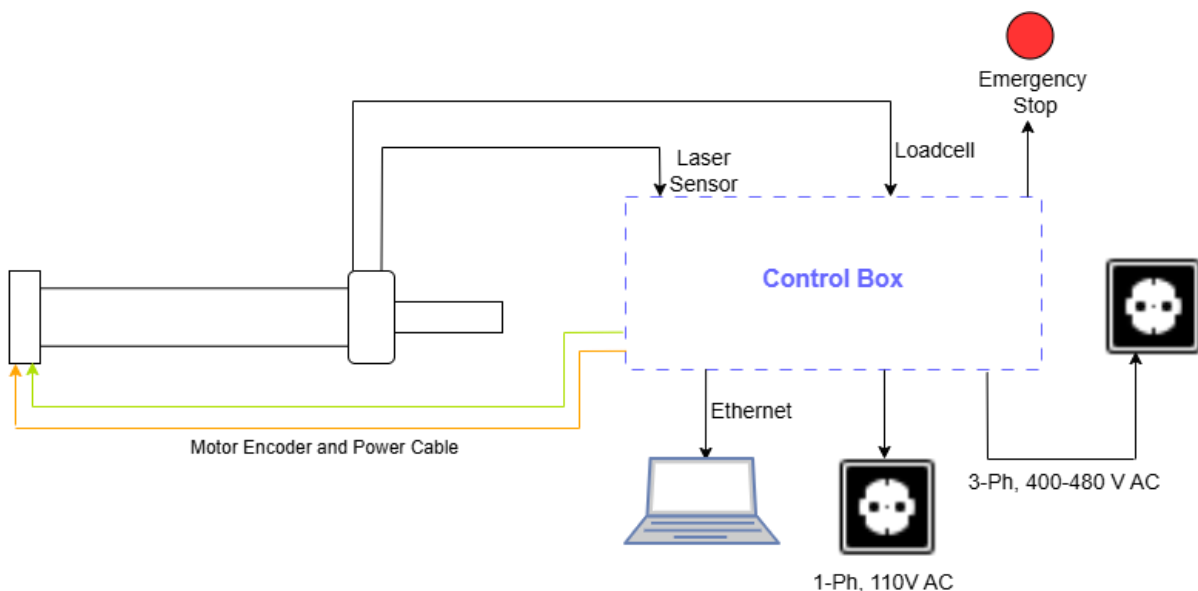 Emergency
Stop
Loadcell
Laser
Sensor
Control Box
Ethernet
Motor Encoder and Power Cable
3-Ph, 400-480 V AC
1-Ph, 110V AC